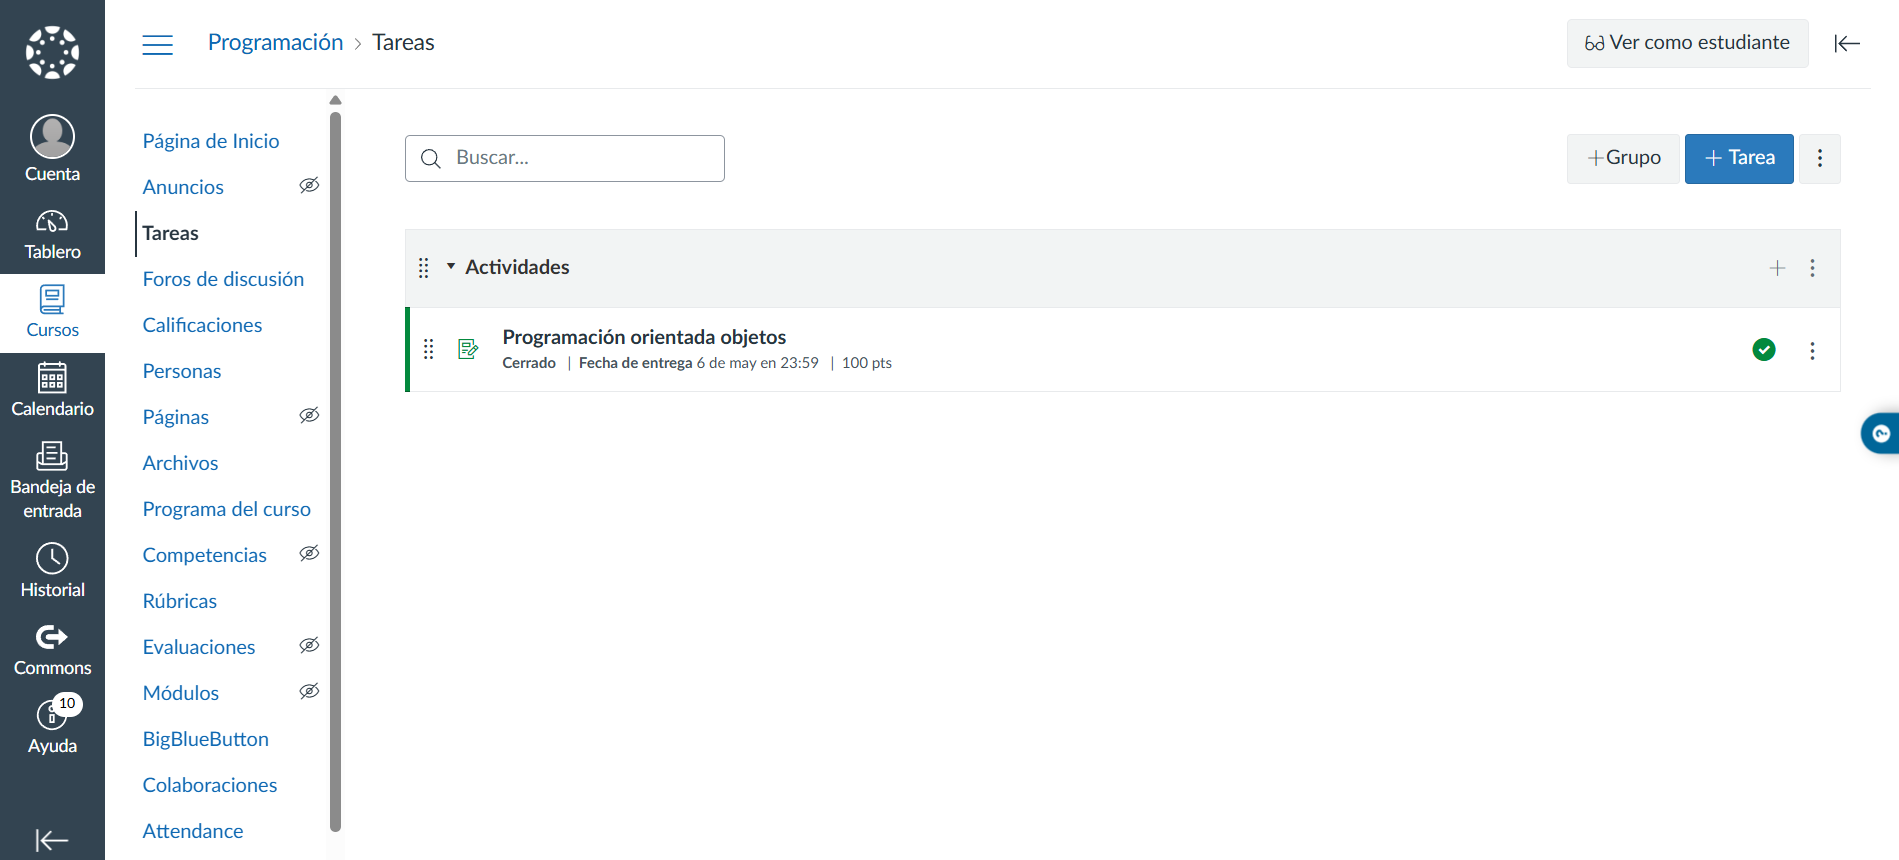 Cuenta
Tablero
Cursos
Calendario
Bandeja de
entrada
Historial
Commons
10
Ayuda
Programación › Tareas
Ver como estudiante
Página de Inicio
Anuncios
Tareas
Foros de discusión
Calificaciones
Personas
Páginas
Archivos
Programa del curso
Competencias
Rúbricas
Evaluaciones
Módulos
BigBlueButton
Colaboraciones
Attendance
Buscar...
+Grupo
+ Tarea
Actividades
Programación orientada objetos
Cerrado | Fecha de entrega 6 de may en 23:59 | 100 pts